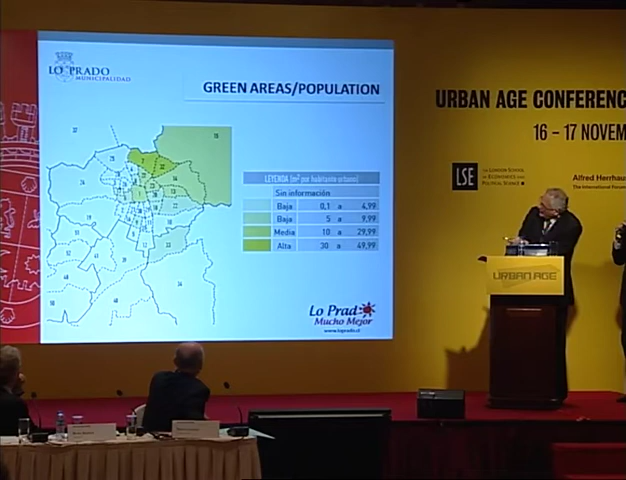 LO PRADO
MUNICIPALIDAD
GREEN AREAS/POPULATION
LEYENDA (m² por habitante urbano)
Sin información
Baja 0,1 a 4,99
Baja 5 a 9,99
Media 10 a 29,99
Alta 30 a 49,99
Lo Prad
Mucho Mejor
www.loprado.cl
URBAN AGE CONFERENC
16 – 17 NOVEM
LSE
THE LONDON SCHOOL
OF ECONOMICS AND
POLITICAL SCIENCE
Alfred Herrhau
The International Forum
URBAN AGE